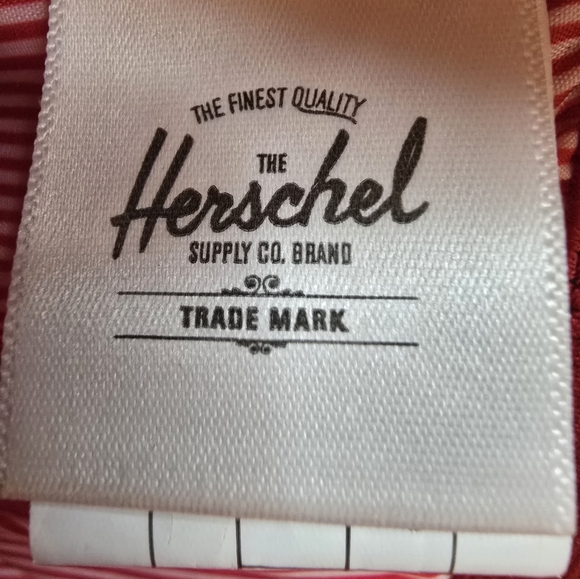 THE FINEST QUALITY
THE
Herschel
SUPPLY CO. BRAND
TRADE MARK